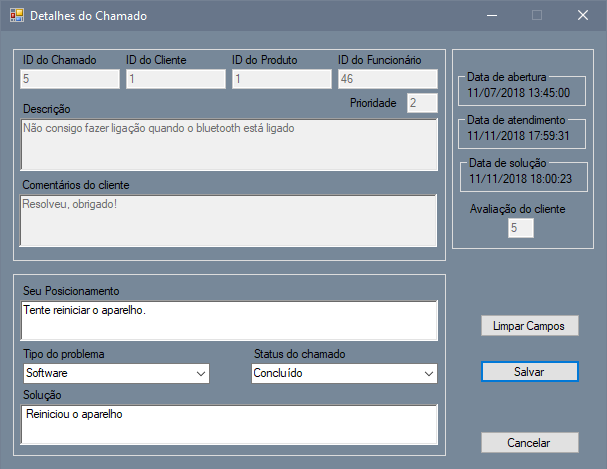 Detalhes do Chamado
ID do Chamado
ID do Cliente
ID do Produto
ID do Funcionário
5
1
1
46
Prioridade
2
Descrição
Não consigo fazer ligação quando o bluetooth está ligado
Comentários do cliente
Resolveu, obrigado!
Data de abertura
11/07/2018 13:45:00
Data de atendimento
11/11/2018 17:59:31
Data de solução
11/11/2018 18:00:23
Avaliação do cliente
5
Seu Posicionamento
Tente reiniciar o aparelho.
Tipo do problema
Status do chamado
Software
Concluído
Solução
Reiniciou o aparelho
Limpar Campos
Salvar
Cancelar